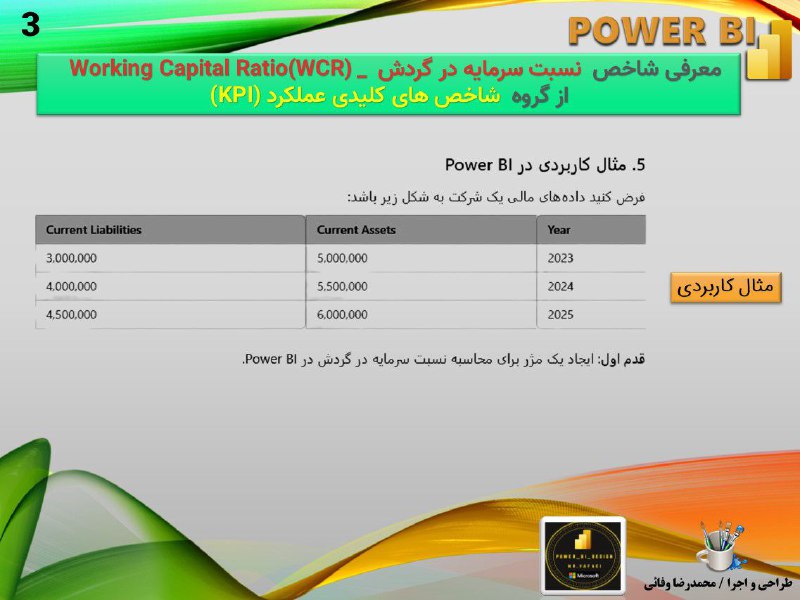 3
POWER BI
معرفی شاخص نسبت سرمایه در گردش _ Working Capital Ratio(WCR)
از گروه شاخص های کلیدی عملکرد (KPI)
5. مثال کاربردی در Power BI
فرض کنید داده‌های مالی یک شرکت به شکل زیر باشد:
Current Liabilities Current Assets Year
3,000,000 5,000,000 2023
4,000,000 5,500,000 2024
4,500,000 6,000,000 2025
مثال کاربردی
قدم اول: ایجاد یک مژر برای محاسبه نسبت سرمایه در گردش در Power BI.
POWER_BI_DESIGN
MR.VAFAEI
Microsoft
طراحی و اجرا / محمدرضا وفائی